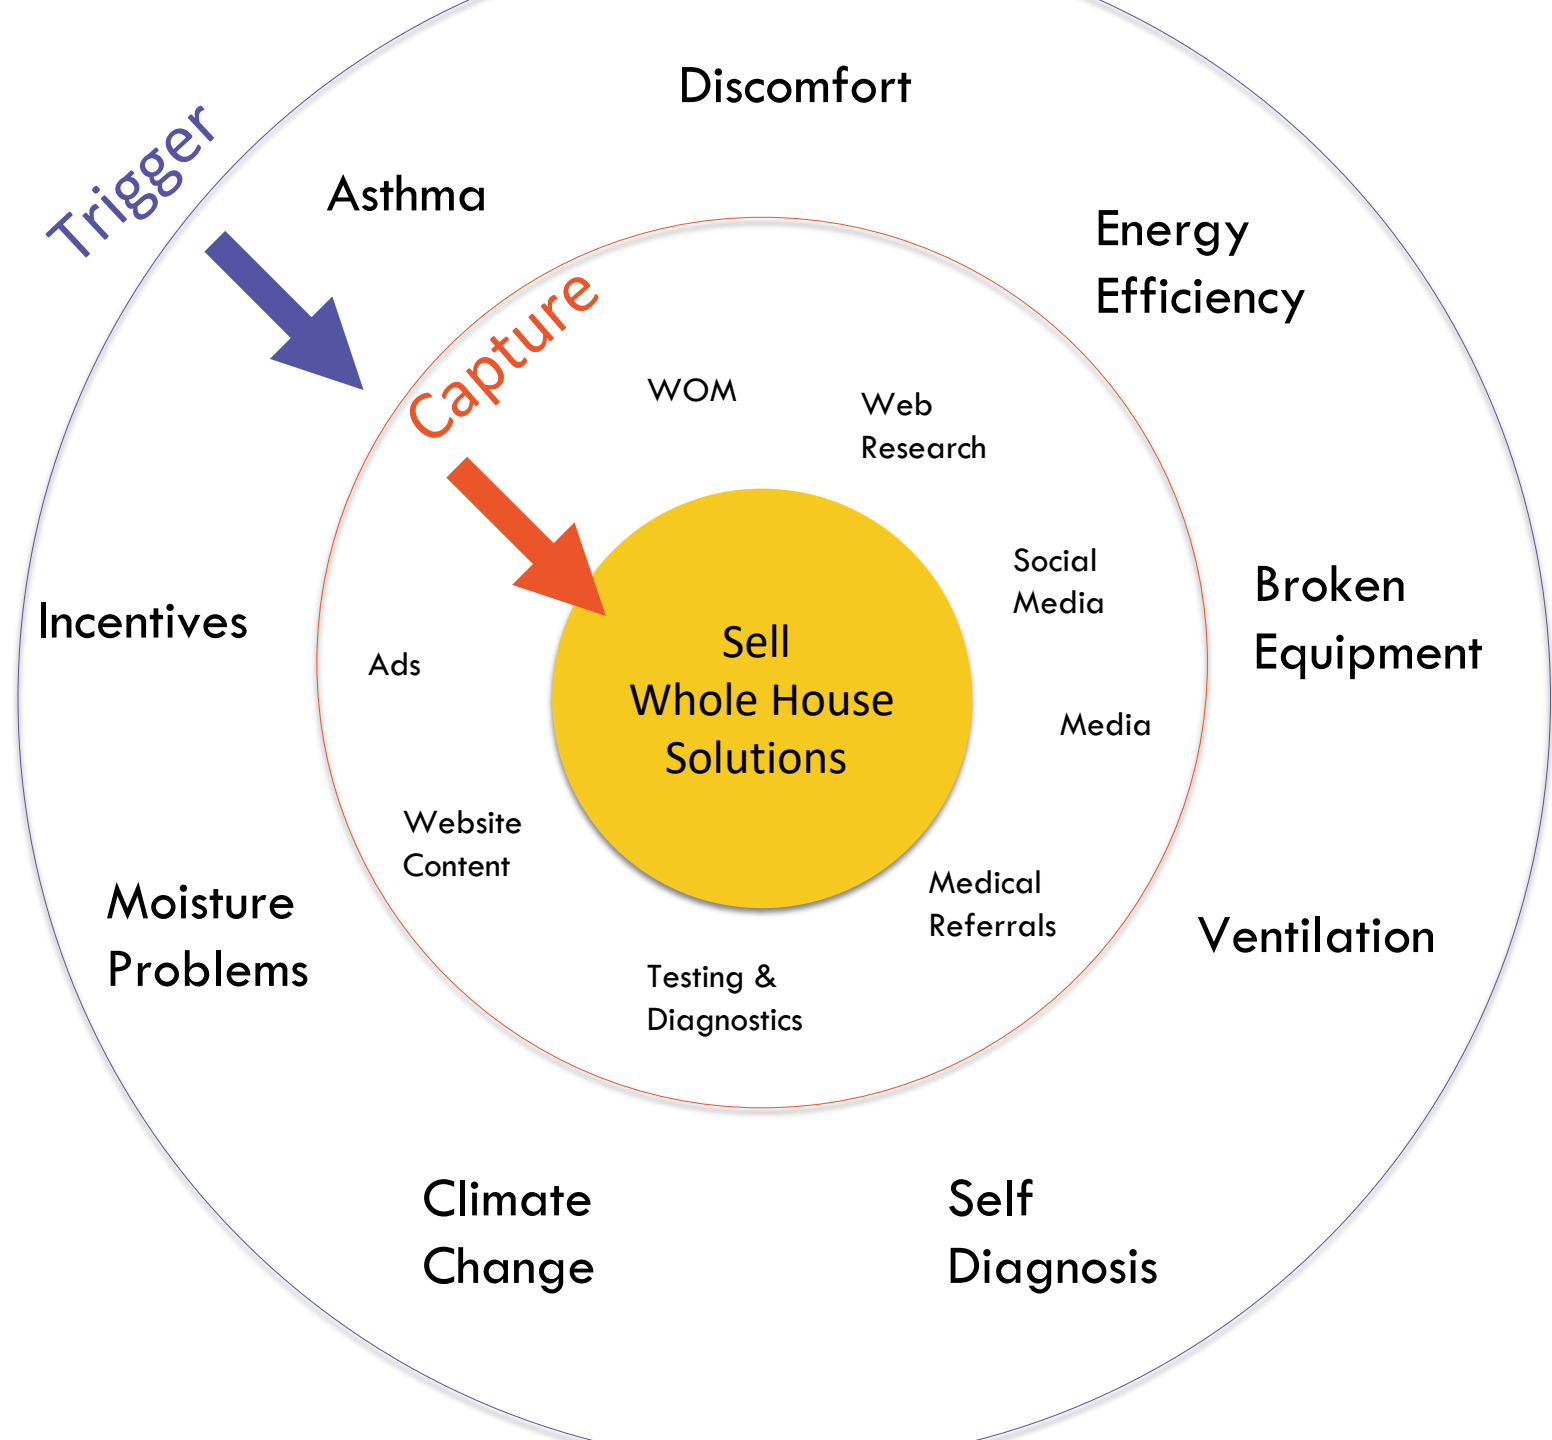 Discomfort
Trigger
Asthma
Energy
Efficiency
Capture
WOM
Web
Research
Social
Media
Broken
Equipment
Incentives
Ads
Sell
Whole House
Solutions
Media
Website
Content
Medical
Referrals
Moisture
Problems
Ventilation
Testing &
Diagnostics
Climate
Change
Self
Diagnosis